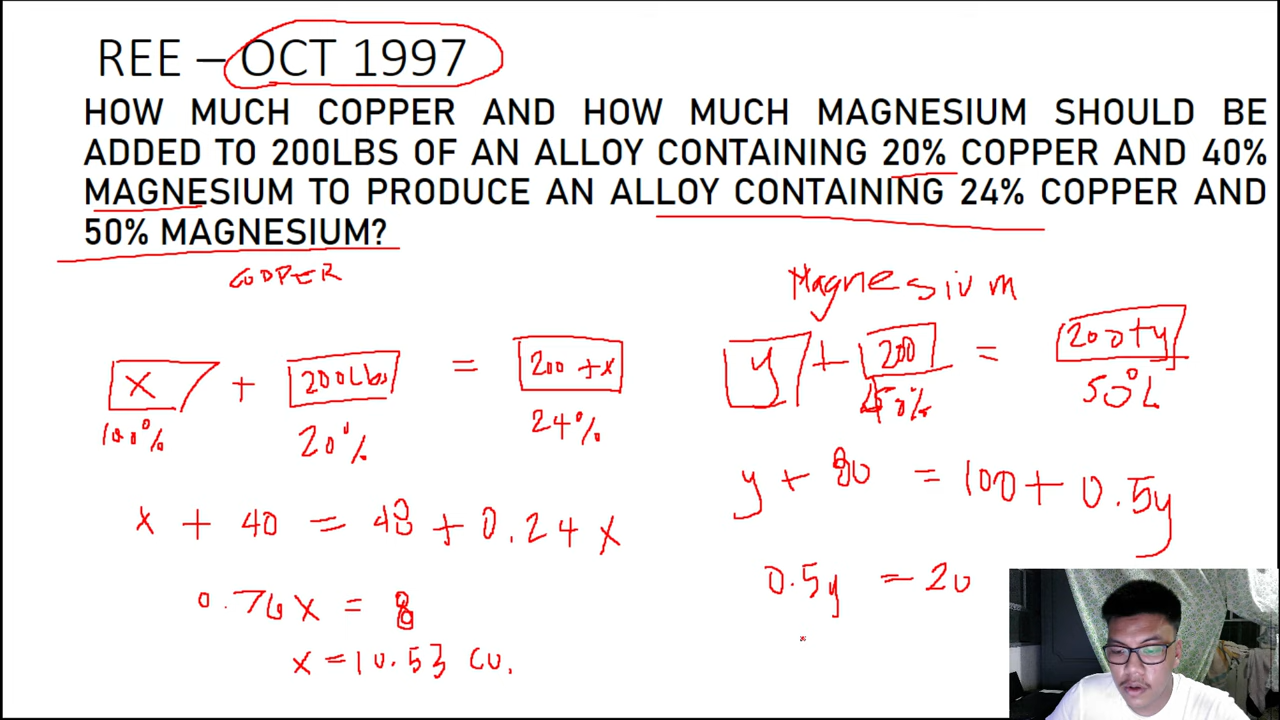 REE – OCT 1997
HOW MUCH COPPER AND HOW MUCH MAGNESIUM SHOULD BE
ADDED TO 200LBS OF AN ALLOY CONTAINING 20% COPPER AND 40%
MAGNESIUM TO PRODUCE AN ALLOY CONTAINING 24% COPPER AND
50% MAGNESIUM?
COPPER
x + 200Lbs = 200 + x
100% 20% 24%
x + 40 = 48 + 0.24 x
0.76x = 8
x = 10.53 cu.
Magnesium
y + 200 = 200 + y
40% 50%
y + 80 = 100 + 0.5y
0.5y = 20